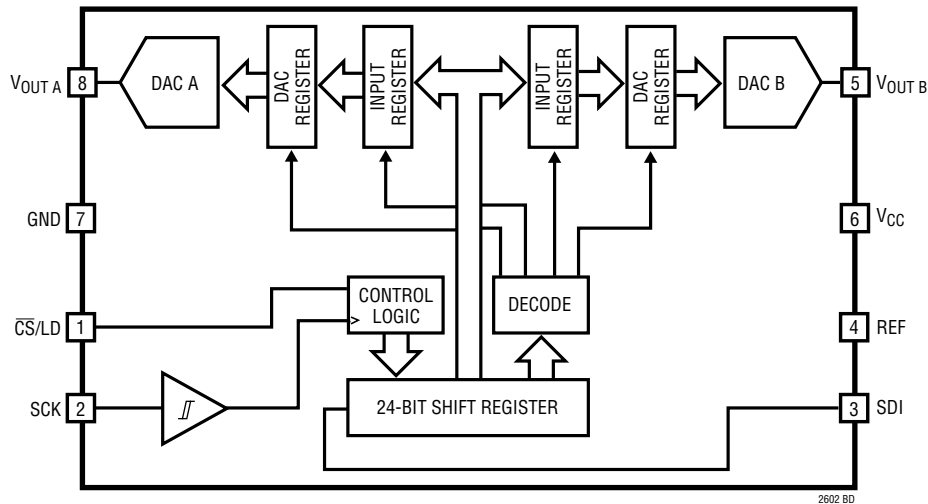 VOUT A
8
DAC A
DAC
REGISTER
INPUT
REGISTER
INPUT
REGISTER
DAC
REGISTER
DAC B
5
VOUT B
GND
7
6
VCC
CS/LD
1
CONTROL
LOGIC
DECODE
4
REF
SCK
2
24-BIT SHIFT REGISTER
3
SDI
2602 BD